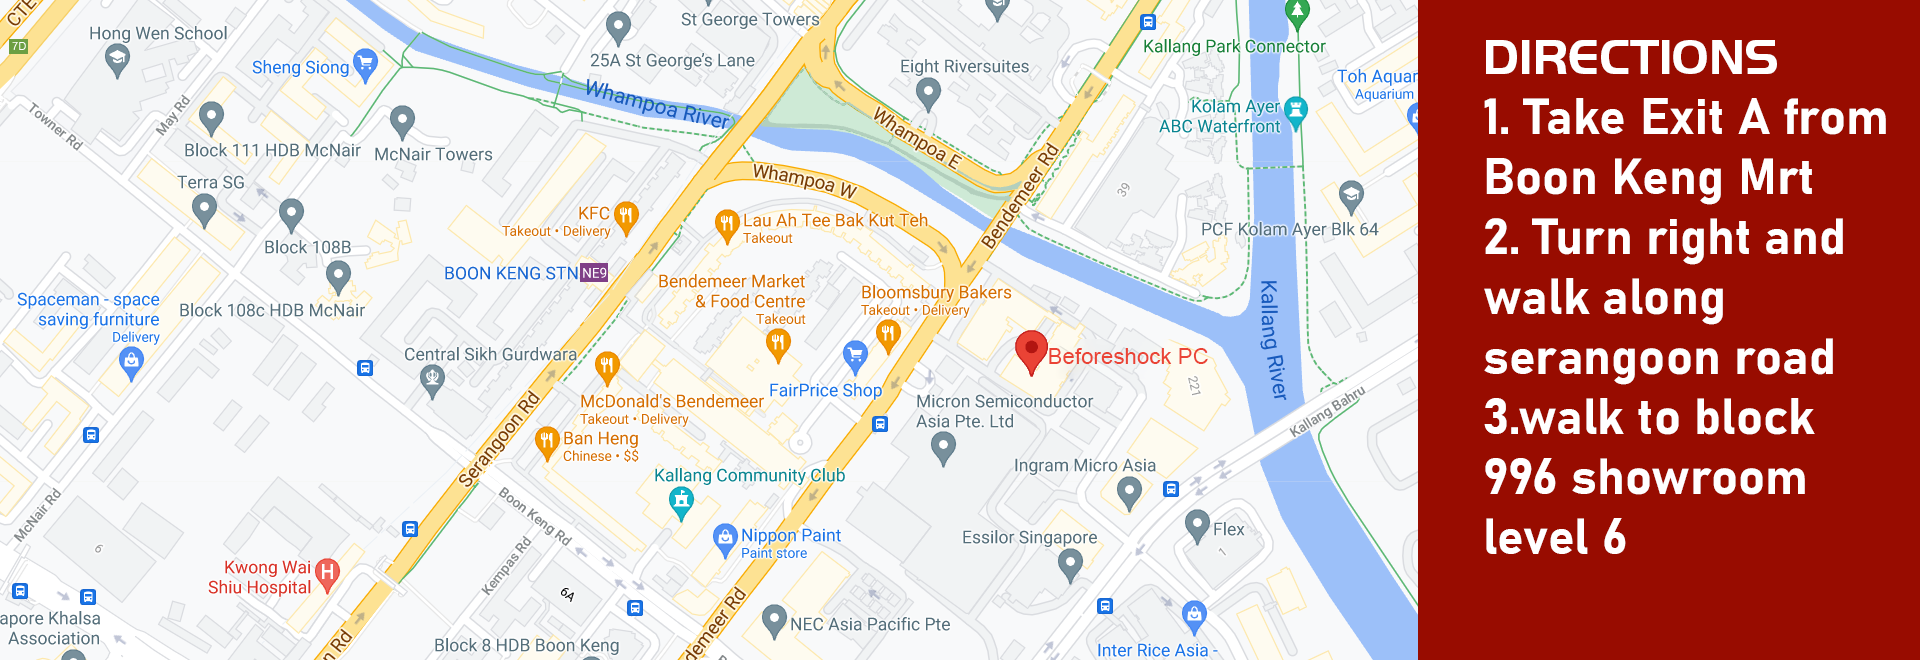 CTE
7D
Hong Wen School
Sheng Siong
May Rd
Towner Rd
Block 111 HDB McNair
McNair Towers
Terra SG
Block 108B
Block 108c HDB McNair
Spaceman - space
saving furniture
Delivery
St George Towers
25A St George's Lane
Whampoa River
Eight Riversuites
Whampoa E
Whampoa W
Bendemeer Rd
Kallang Park Connector
Toh Aquar
Aquarium
Kolam Ayer
ABC Waterfront
39
PCF Kolam Ayer Blk 64
KFC
Takeout • Delivery
Lau Ah Tee Bak Kut Teh
Takeout
BOON KENG STN NE9
Bendemeer Market
& Food Centre
Takeout
Bloomsbury Bakers
Takeout • Delivery
Kallang River
Central Sikh Gurdwara
Beforeshock PC
FairPrice Shop
McDonald's Bendemeer
Takeout • Delivery
Micron Semiconductor
Asia Pte. Ltd
221
Kallang Bahru
Serangoon Rd
Ban Heng
Chinese • $$
Kallang Community Club
Ingram Micro Asia
McNair Rd
6
Boon Keng Rd
Nippon Paint
Paint store
Essilor Singapore
Flex
1
Kwong Wai
Shiu Hospital
Kempas Rd
6A
apore Khalsa
Association
n Rd
Block 8 HDB Boon Keng
demeer Rd
NEC Asia Pacific Pte
Inter Rice Asia -
DIRECTIONS
1. Take Exit A from
Boon Keng Mrt
2. Turn right and
walk along
serangoon road
3.walk to block
996 showroom
level 6